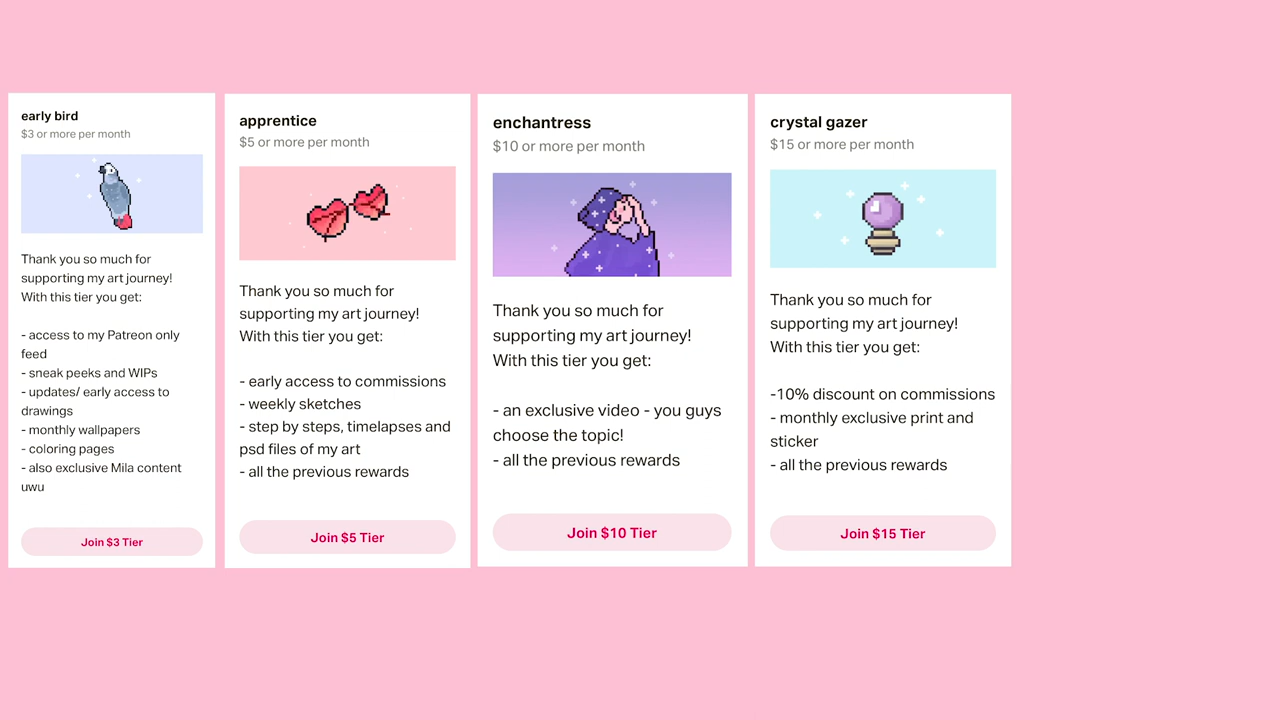 early bird
$3 or more per month
Thank you so much for
supporting my art journey!
With this tier you get:
- access to my Patreon only
feed
- sneak peeks and WIPs
- updates/ early access to
drawings
- monthly wallpapers
- coloring pages
- also exclusive Mila content
uwu
Join $3 Tier
apprentice
$5 or more per month
Thank you so much for
supporting my art journey!
With this tier you get:
- early access to commissions
- weekly sketches
- step by steps, timelapses and
psd files of my art
- all the previous rewards
Join $5 Tier
enchantress
$10 or more per month
Thank you so much for
supporting my art journey!
With this tier you get:
- an exclusive video - you guys
choose the topic!
- all the previous rewards
Join $10 Tier
crystal gazer
$15 or more per month
Thank you so much for
supporting my art journey!
With this tier you get:
-10% discount on commissions
- monthly exclusive print and
sticker
- all the previous rewards
Join $15 Tier